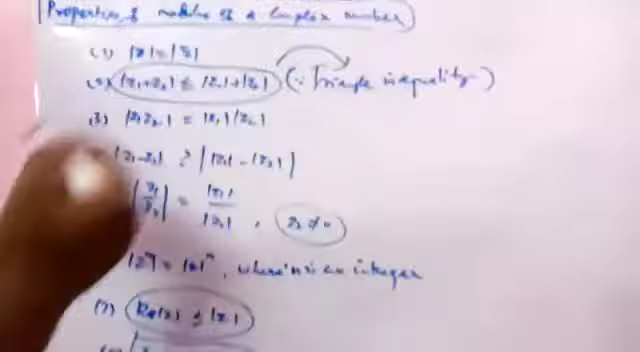 Properties of modulus of a complex number
(1) |z| = |z̄|
(2) |z₁+z₂| ≤ |z₁|+|z₂| (∵ Triangle inequality)
(3) |z₁z₂| = |z₁||z₂|
|z₁-z₂| ≥ ||z₁|-|z₂||
|z₁/z₂| = |z₁|/|z₂|, z₂≠0
|zⁿ| = |z|ⁿ, where n is an integer
(7) Re(z) ≤ |z|